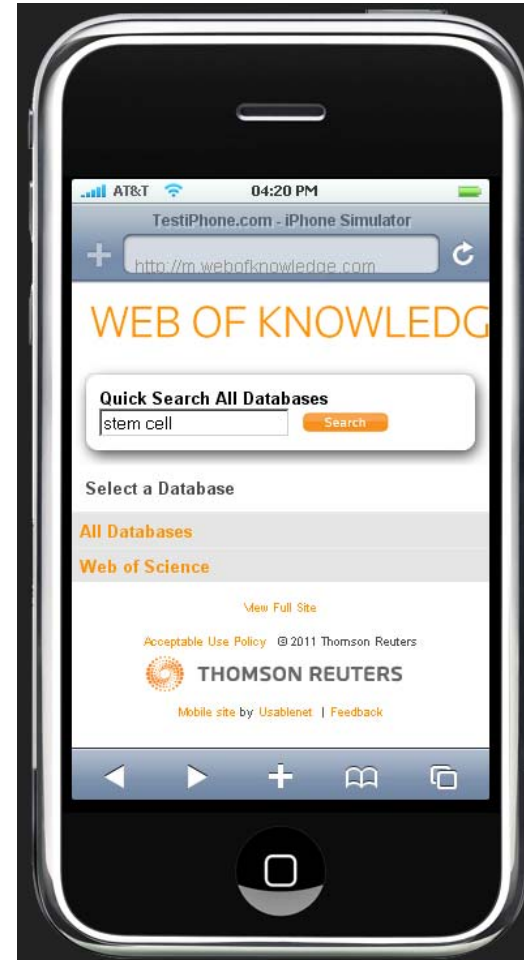 AT&T 04:20 PM
TestiPhone.com - iPhone Simulator
http://m.webofknowledge.com
WEB OF KNOWLEDG
Quick Search All Databases
stem cell Search
Select a Database
All Databases
Web of Science
View Full Site
Acceptable Use Policy © 2011 Thomson Reuters
THOMSON REUTERS
Mobile site by Usablenet | Feedback